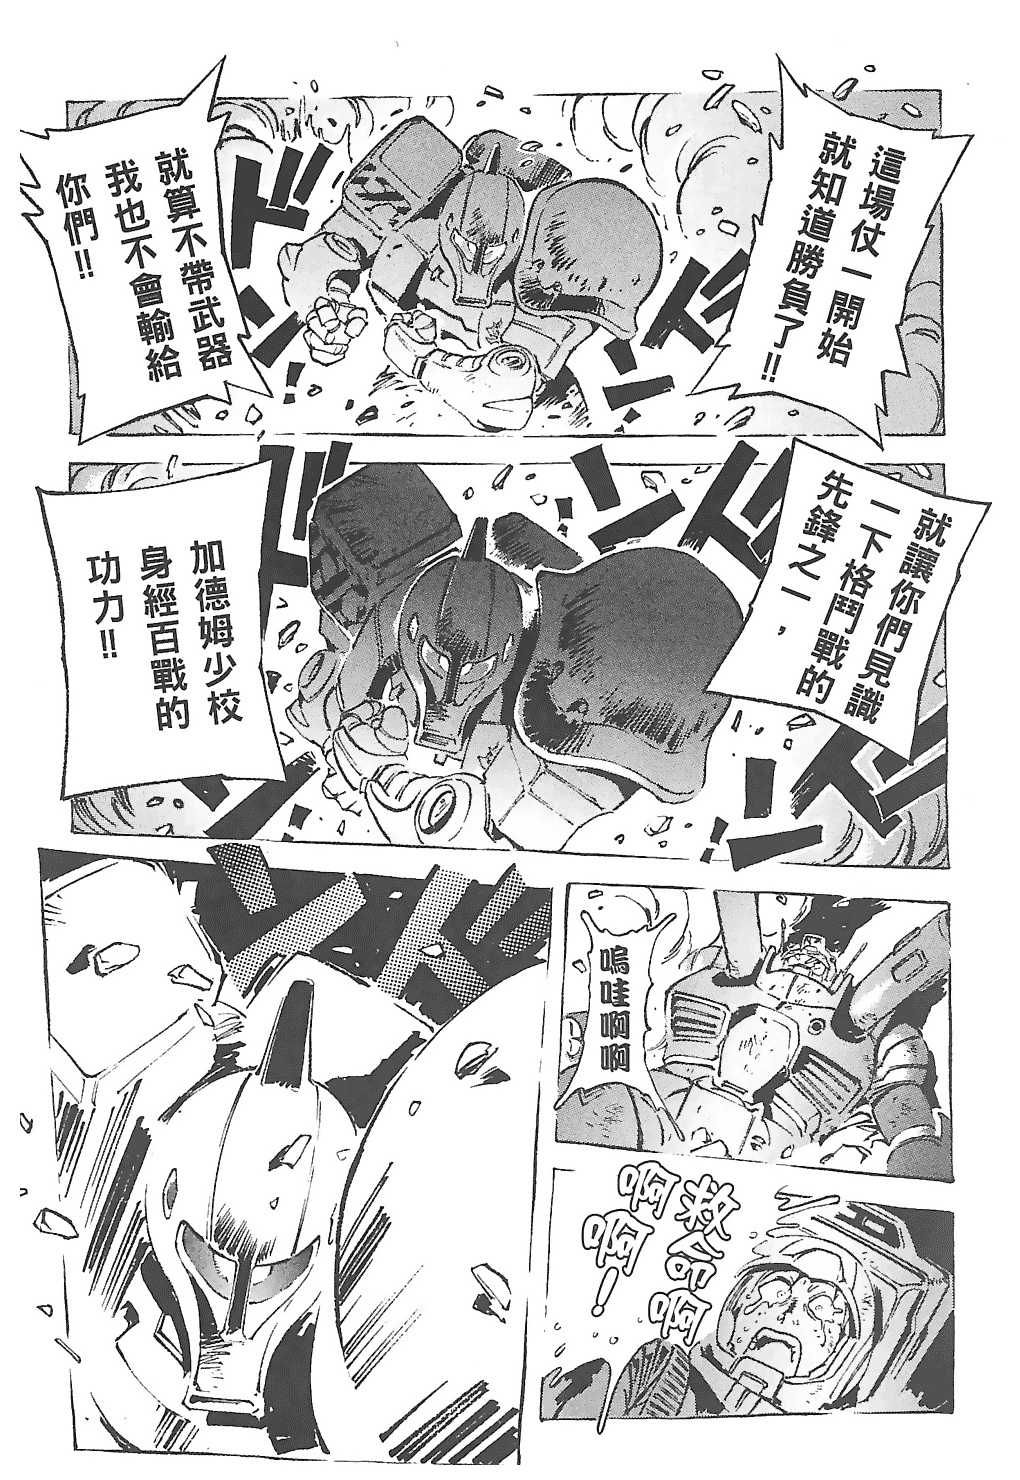 這場仗一開始
就知道勝負了!!
就算不帶武器
我也不會輸給
你們!!
ドドン
ドドン!
就讓你們見識
一下格鬥戰的
先鋒之一，
加德姆少校
身經百戰的
功力!!
嗚哇啊啊
救命啊
啊啊！